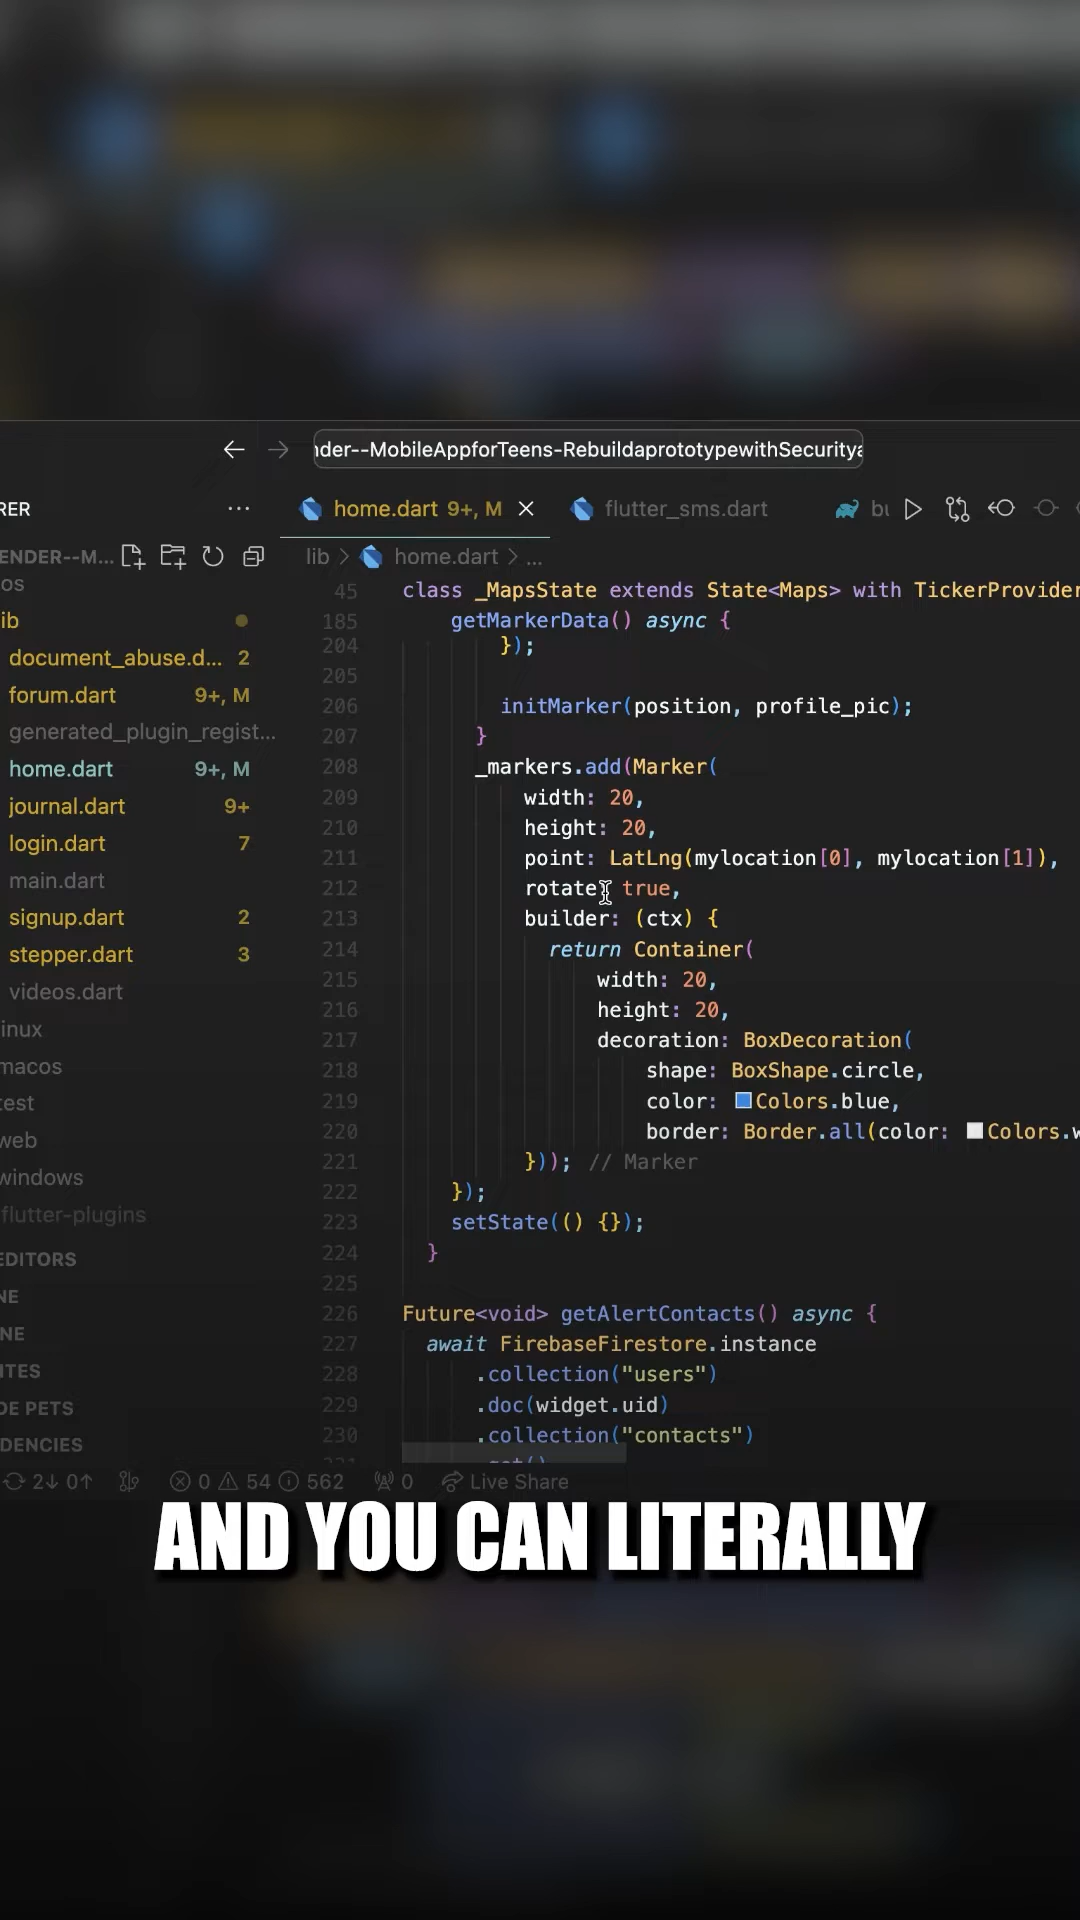 nder--MobileAppforTeens-RebuildaprototypewithSecurity
RER
home.dart 9+, M
flutter_sms.dart
bu
ENDER--M...
lib > home.dart > ...
os
ib
document_abuse.d... 2
forum.dart 9+, M
generated_plugin_regist...
home.dart 9+, M
journal.dart 9+
login.dart 7
main.dart
signup.dart 2
stepper.dart 3
videos.dart
inux
macos
test
web
windows
flutter-plugins
EDITORS
NE
NE
ITES
DE PETS
DENCIES
45 class _MapsState extends State<Maps> with TickerProvider
185 getMarkerData() async {
204 });
205
206 initMarker(position, profile_pic);
207 }
208 _markers.add(Marker(
209 width: 20,
210 height: 20,
211 point: LatLng(mylocation[0], mylocation[1]),
212 rotate: true,
213 builder: (ctx) {
214 return Container(
215 width: 20,
216 height: 20,
217 decoration: BoxDecoration(
218 shape: BoxShape.circle,
219 color: Colors.blue,
220 border: Border.all(color: Colors.w
221 })); // Marker
222 });
223 setState(() {});
224 }
225
226 Future<void> getAlertContacts() async {
227 await FirebaseFirestore.instance
228 .collection("users")
229 .doc(widget.uid)
230 .collection("contacts")
2↓ 0↑ 0 54 562 0 Live Share
AND YOU CAN LITERALLY